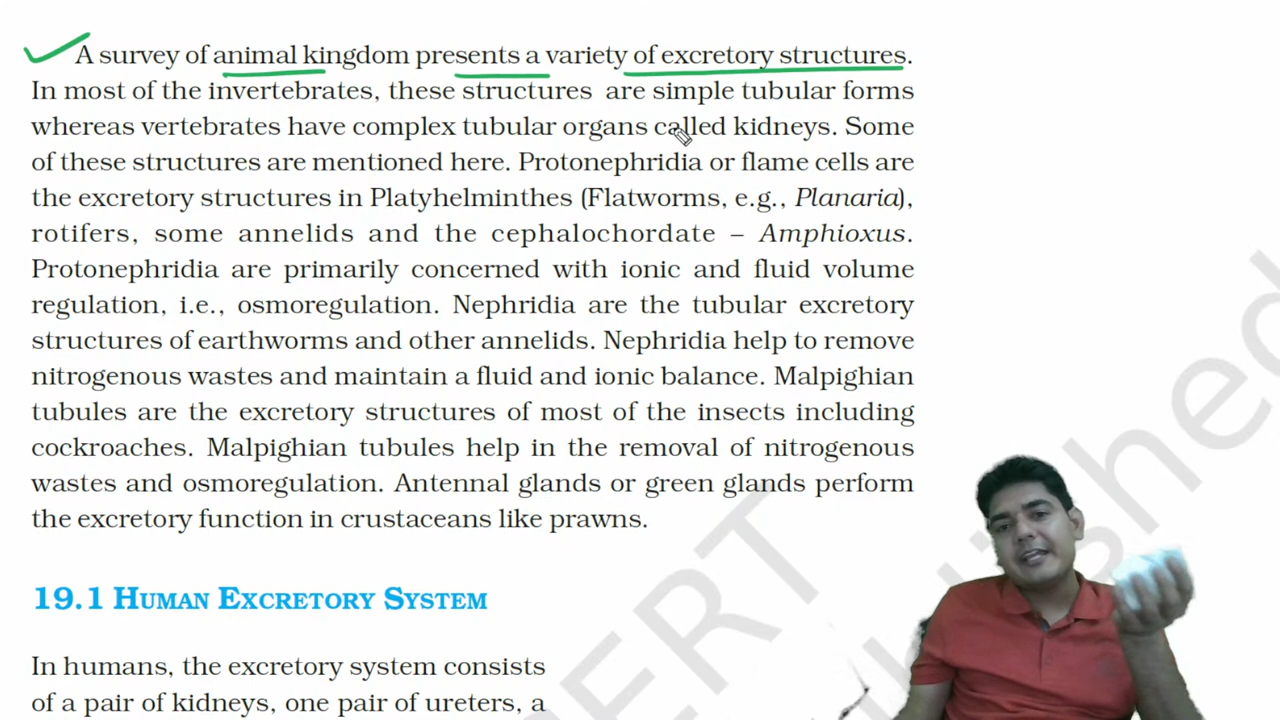 A survey of animal kingdom presents a variety of excretory structures.
In most of the invertebrates, these structures are simple tubular forms
whereas vertebrates have complex tubular organs called kidneys. Some
of these structures are mentioned here. Protonephridia or flame cells are
the excretory structures in Platyhelminthes (Flatworms, e.g., Planaria),
rotifers, some annelids and the cephalochordate – Amphioxus.
Protonephridia are primarily concerned with ionic and fluid volume
regulation, i.e., osmoregulation. Nephridia are the tubular excretory
structures of earthworms and other annelids. Nephridia help to remove
nitrogenous wastes and maintain a fluid and ionic balance. Malpighian
tubules are the excretory structures of most of the insects including
cockroaches. Malpighian tubules help in the removal of nitrogenous
wastes and osmoregulation. Antennal glands or green glands perform
the excretory function in crustaceans like prawns.
19.1 HUMAN EXCRETORY SYSTEM
In humans, the excretory system consists
of a pair of kidneys, one pair of ureters, a